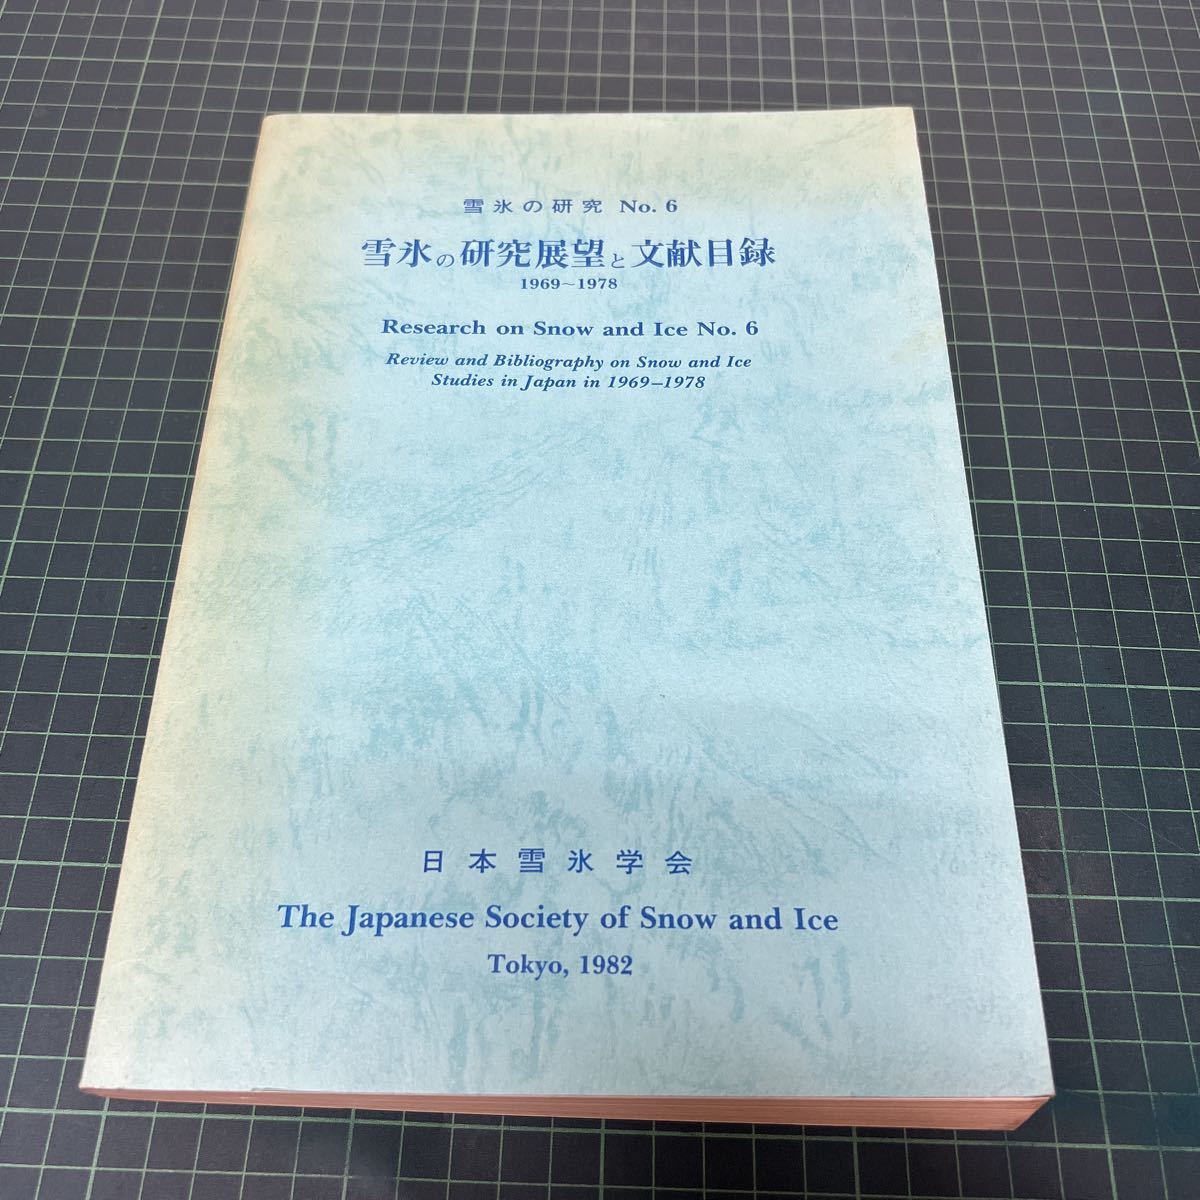 雪氷の研究 No. 6
雪氷の研究展望と文献目録
1969～1978
Research on Snow and Ice No. 6
Review and Bibliography on Snow and Ice
Studies in Japan in 1969–1978
日本雪氷学会
The Japanese Society of Snow and Ice
Tokyo, 1982